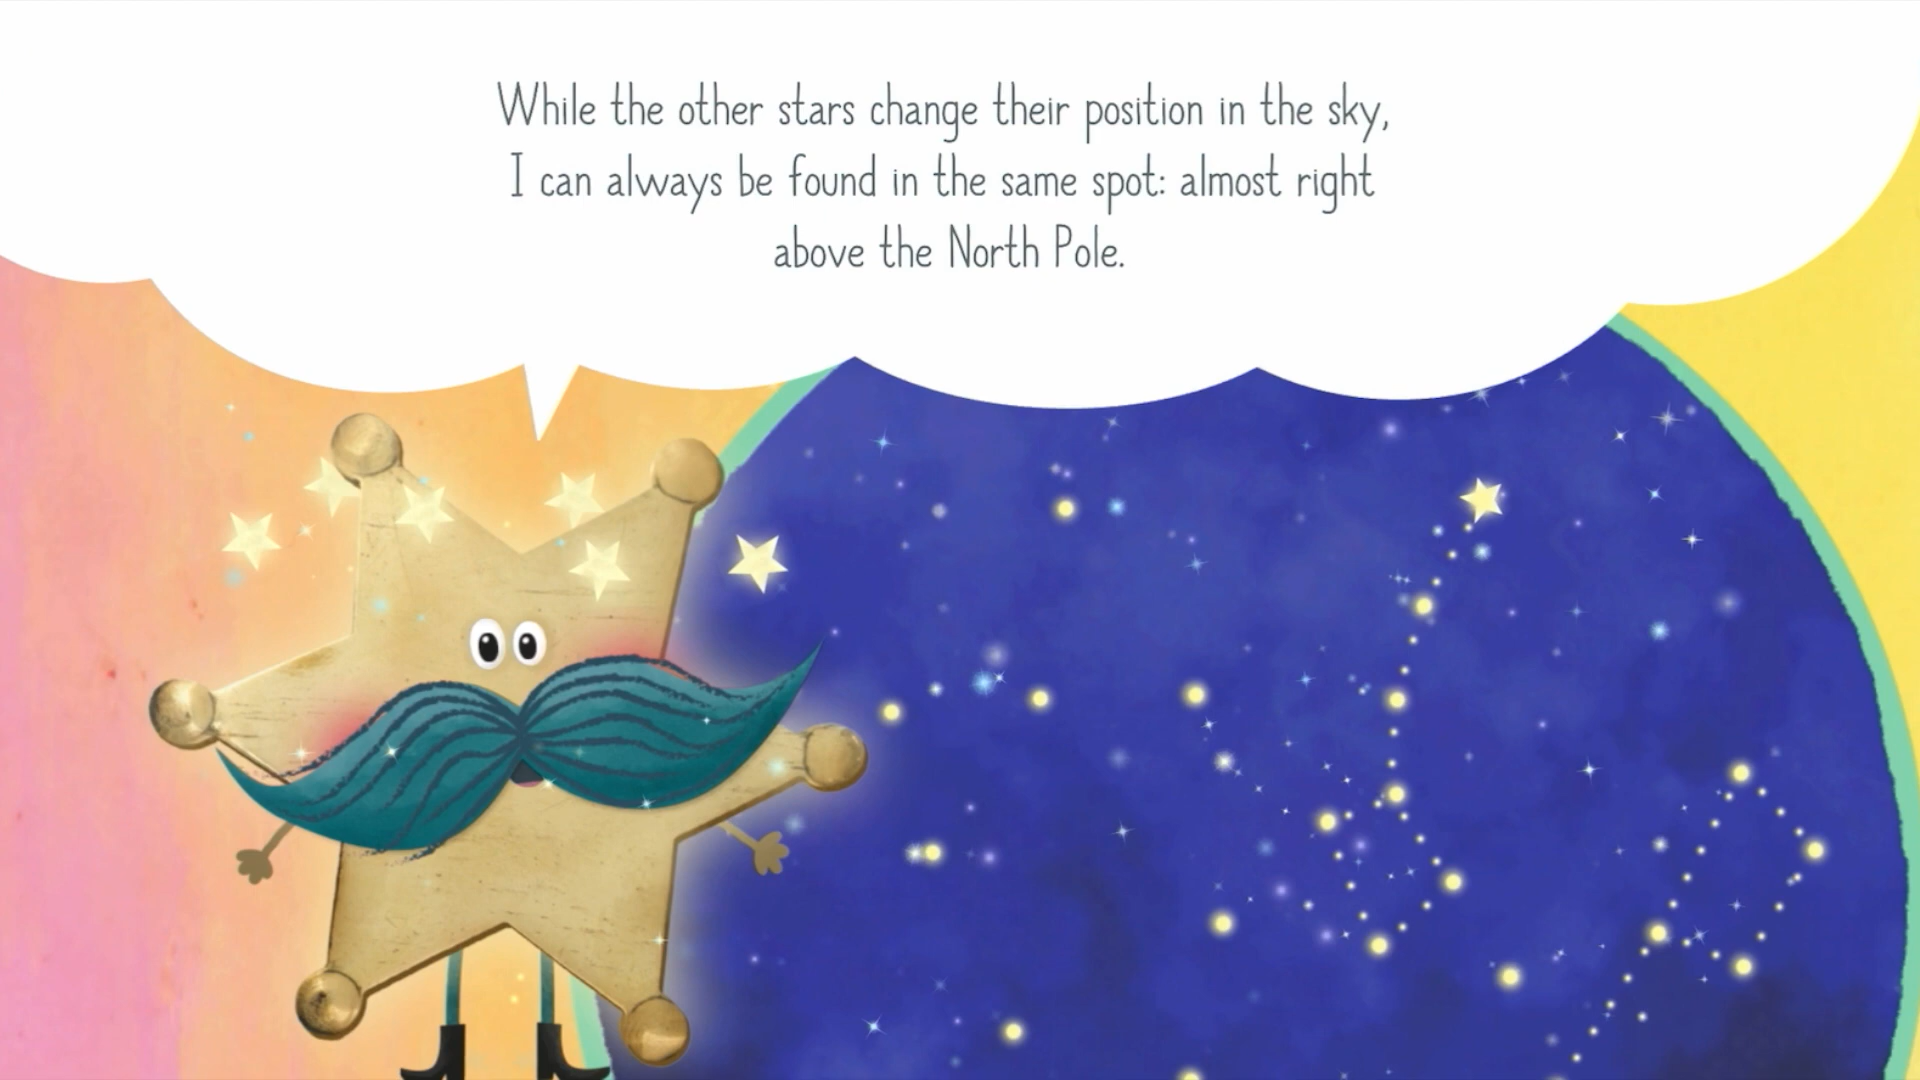 While the other stars change their position in the sky,
I can always be found in the same spot: almost right
above the North Pole.